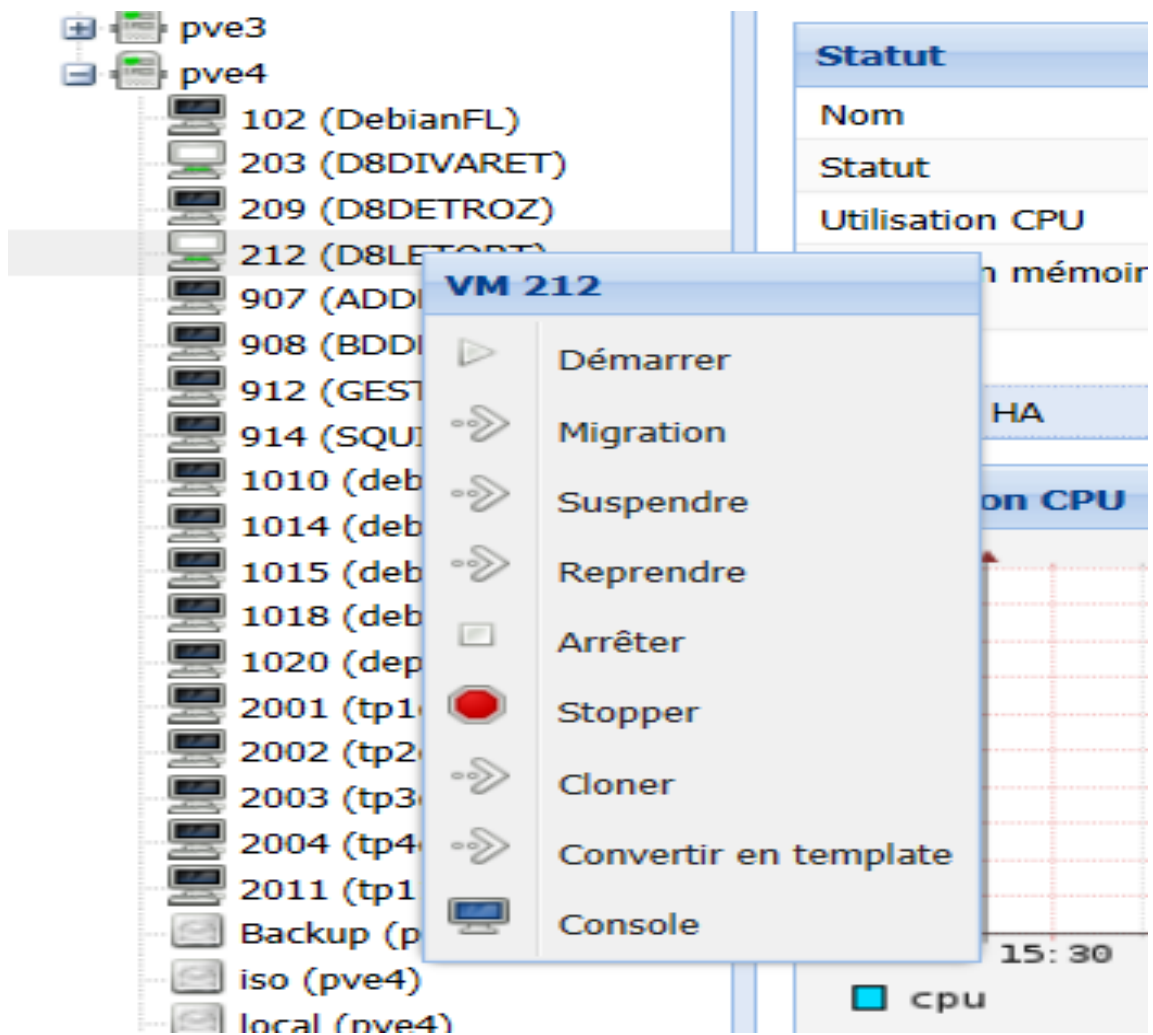 pve3
pve4
102 (DebianFL)
203 (D8DIVARET)
209 (D8DETROZ)
212 (D8LE
907 (ADD
908 (BDD
912 (GEST
914 (SQUI
1010 (deb
1014 (deb
1015 (deb
1018 (deb
1020 (dep
2001 (tp1
2002 (tp2
2003 (tp3
2004 (tp4
2011 (tp1
Backup (p
iso (pve4)
local (pve4)
VM 212
Démarrer
Migration
Suspendre
Reprendre
Arrêter
Stopper
Cloner
Convertir en template
Console
Statut
Nom
Statut
Utilisation CPU
n mémoir
HA
on CPU
15:30
cpu